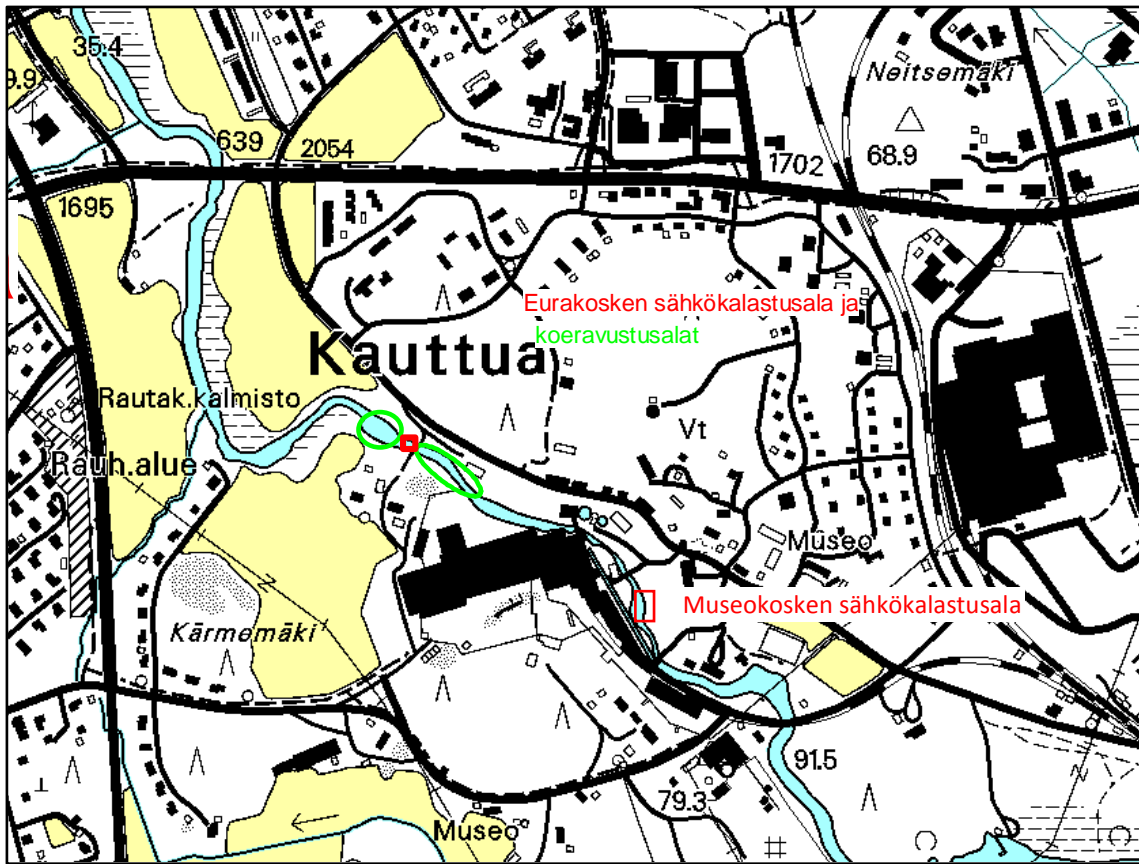 35.4
Neitsemäki
9.9
639
2054
1702
68.9
1695
Eurakosken sähkökalastusala ja
koeravustusalat
Kauttua
Rautak.kalmisto
Vt
Rauh.alue
Museo
Museokosken sähkökalastusala
Kärmemäki
91.5
79.3
Museo